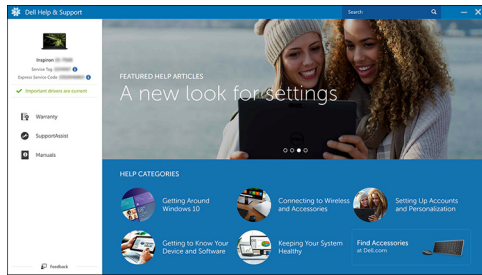 Dell Help & Support
Search
Inspiron
Service Tag
Express Service Code
Important drivers are current
Warranty
SupportAssist
Manuals
Feedback
FEATURED HELP ARTICLES
A new look for settings
HELP CATEGORIES
Getting Around
Windows 10
Connecting to Wireless
and Accessories
Setting Up Accounts
and Personalization
Getting to Know Your
Device and Software
Keeping Your System
Healthy
Find Accessories
at Dell.com